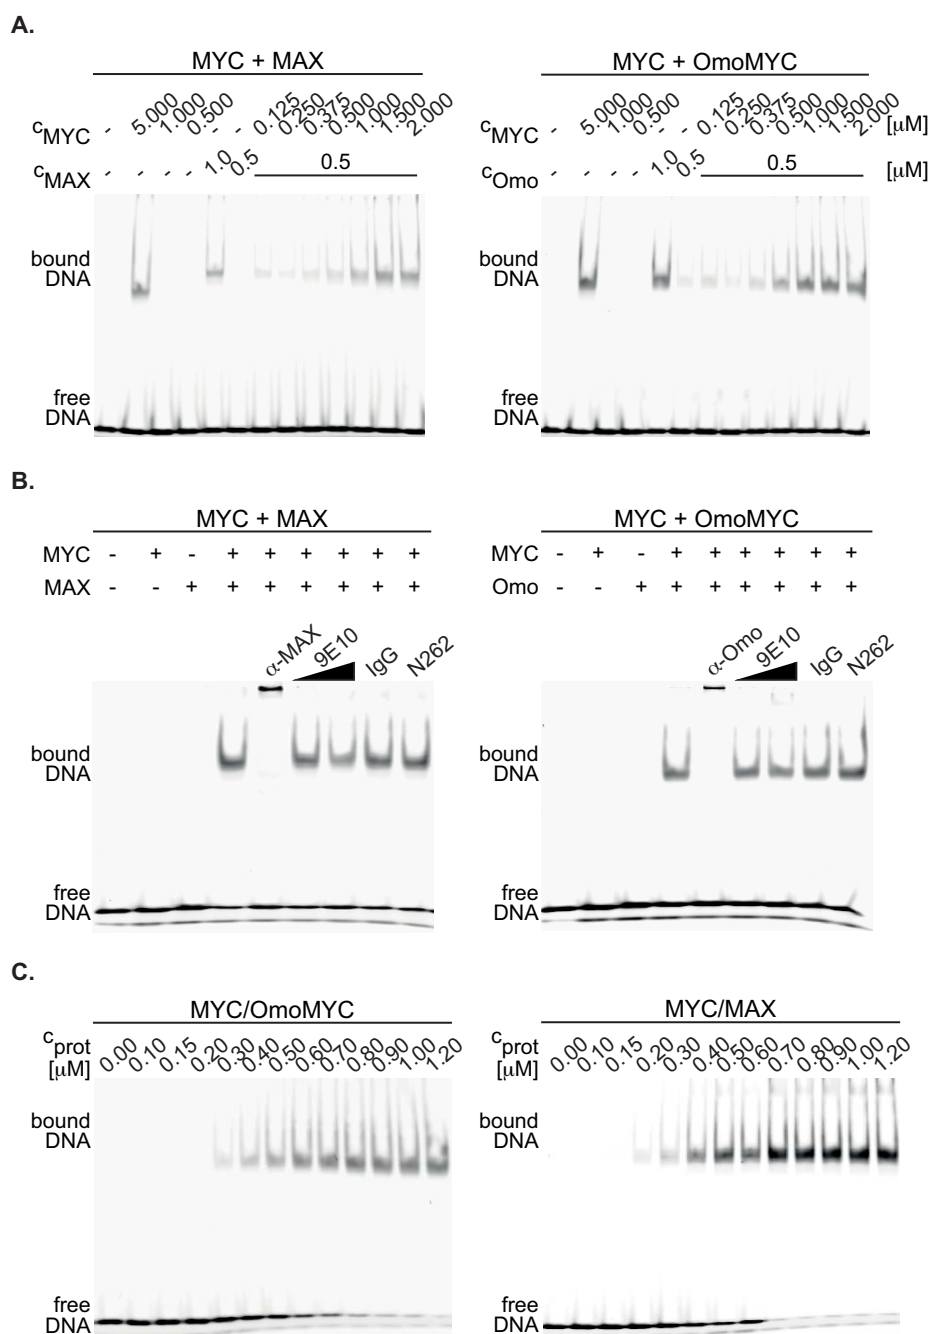 A.
MYC + MAX
cMYC - 5.000 1.000 0.500 - - 0.125 0.250 0.375 0.500 1.000 1.500 2.000
cMAX - - - - 1.0 0.5 0.5
bound
DNA
free
DNA
MYC + OmoMYC
cMYC - 5.000 1.000 0.500 - - 0.125 0.250 0.375 0.500 1.000 1.500 2.000 [μM]
cOmo - - - - 1.0 0.5 0.5 [μM]
bound
DNA
free
DNA
B.
MYC + MAX
MYC - + - + + + + + +
MAX - - + + + + + + +
α-MAX 9E10 IgG N262
bound
DNA
free
DNA
MYC + OmoMYC
MYC - + - + + + + + +
Omo - - + + + + + + +
α-Omo 9E10 IgG N262
bound
DNA
free
DNA
C.
MYC/OmoMYC
cprot
[μM] 0.00 0.10 0.15 0.20 0.30 0.40 0.50 0.60 0.70 0.80 0.90 1.00 1.20
bound
DNA
free
DNA
MYC/MAX
cprot
[μM] 0.00 0.10 0.15 0.20 0.30 0.40 0.50 0.60 0.70 0.80 0.90 1.00 1.20
bound
DNA
free
DNA